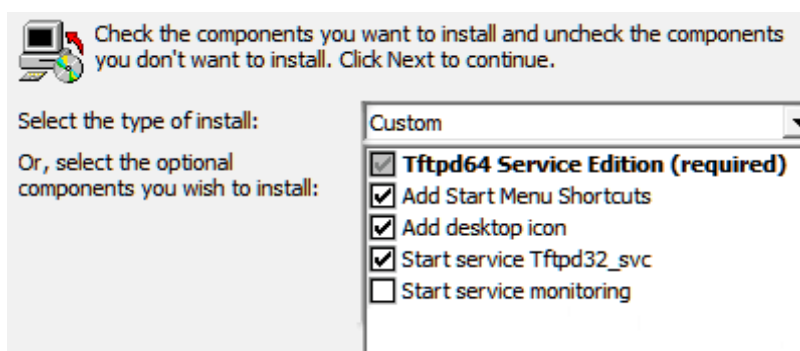 Check the components you want to install and uncheck the components
you don't want to install. Click Next to continue.
Select the type of install:
Custom
Or, select the optional
components you wish to install:
Tftpd64 Service Edition (required)
Add Start Menu Shortcuts
Add desktop icon
Start service Tftpd32_svc
Start service monitoring